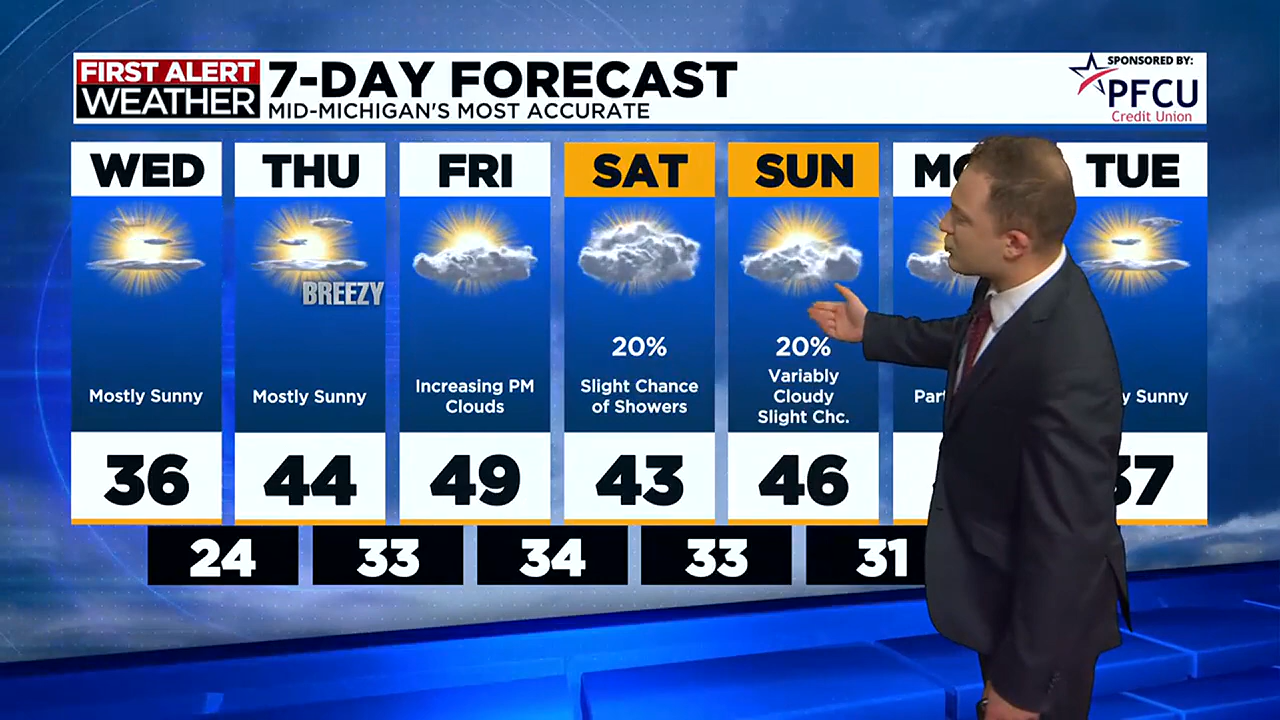 FIRST ALERT
WEATHER
7-DAY FORECAST
MID-MICHIGAN'S MOST ACCURATE
SPONSORED BY:
PFCU
Credit Union
WED
THU
FRI
SAT
SUN
TUE
BREEZY
20%
20%
Mostly Sunny
Mostly Sunny
Increasing PM
Clouds
Slight Chance
of Showers
Variably
Cloudy
Slight Chc.
Sunny
36
44
49
43
46
37
24
33
34
33
31